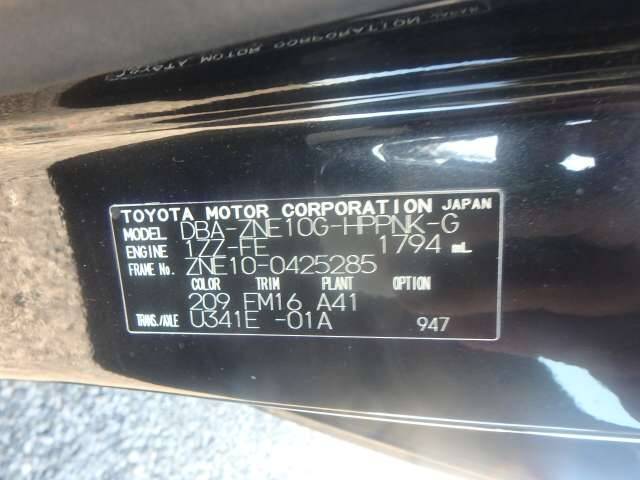 TOYOTA MOTOR CORPORATION JAPAN
MODEL DBA-ZNE10G-HPPNK-G
ENGINE 1ZZ-FE 1794 mL
FRAME No. ZNE10-0425285
COLOR TRIM PLANT OPTION
209 FM16 A41
TRANS./AXLE U341E -01A 947